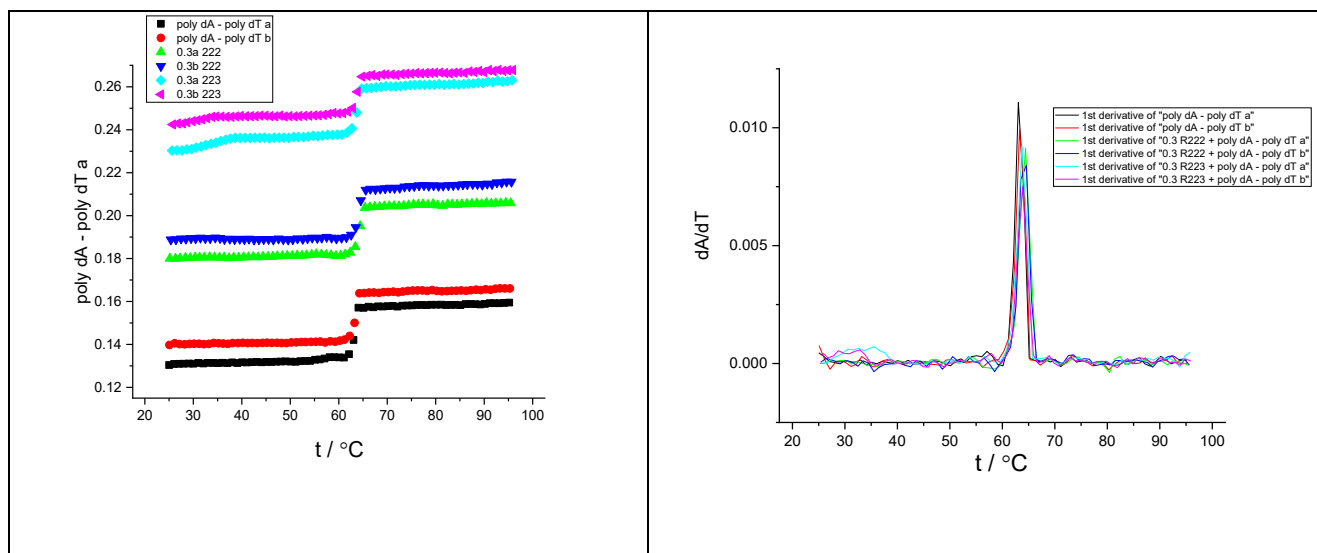 poly dA - poly dT a
poly dA - poly dT b
0.3a 222
0.3b 222
0.3a 223
0.3b 223
poly dA - poly dT a
0.26
0.24
0.22
0.20
0.18
0.16
0.14
0.12
20 30 40 50 60 70 80 90 100
t / °C
1st derivative of "poly dA - poly dT a"
1st derivative of "poly dA - poly dT b"
1st derivative of "0.3 R222 + poly dA - poly dT a"
1st derivative of "0.3 R222 + poly dA - poly dT b"
1st derivative of "0.3 R223 + poly dA - poly dT a"
1st derivative of "0.3 R223 + poly dA - poly dT b"
dA/dT
0.010
0.005
0.000
20 30 40 50 60 70 80 90 100
t / °C